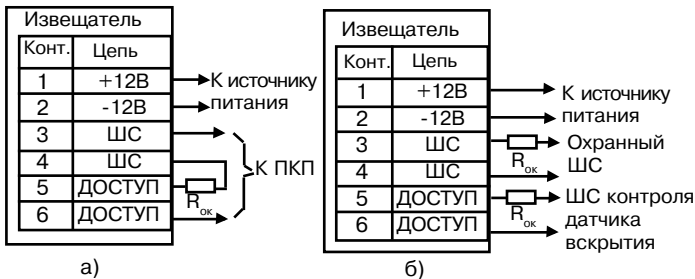 Извещатель
Конт. Цепь
1 +12В К источнику
2 -12В питания
3 ШС
4 ШС К ПКП
5 ДОСТУП Rок
6 ДОСТУП
а)
Извещатель
Конт. Цепь
1 +12В К источнику
2 -12В питания
3 ШС Rок Охранный
4 ШС ШС
5 ДОСТУП Rок ШС контроля
6 ДОСТУП датчика
вскрытия
б)